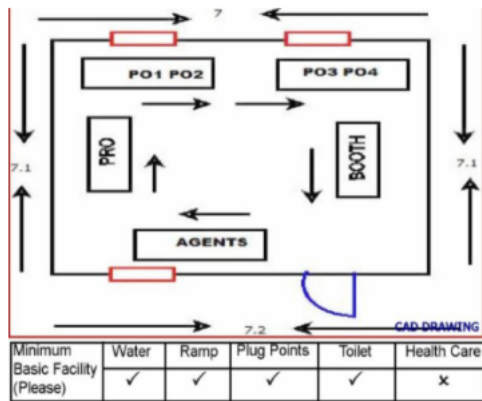 7
PO1 PO2
PO3 PO4
PRO
BOOTH
7.1
7.1
AGENTS
7.2
CAD DRAWING
Minimum Basic Facility (Please) Water Ramp Plug Points Toilet Health Care
✓ ✓ ✓ ✓ x